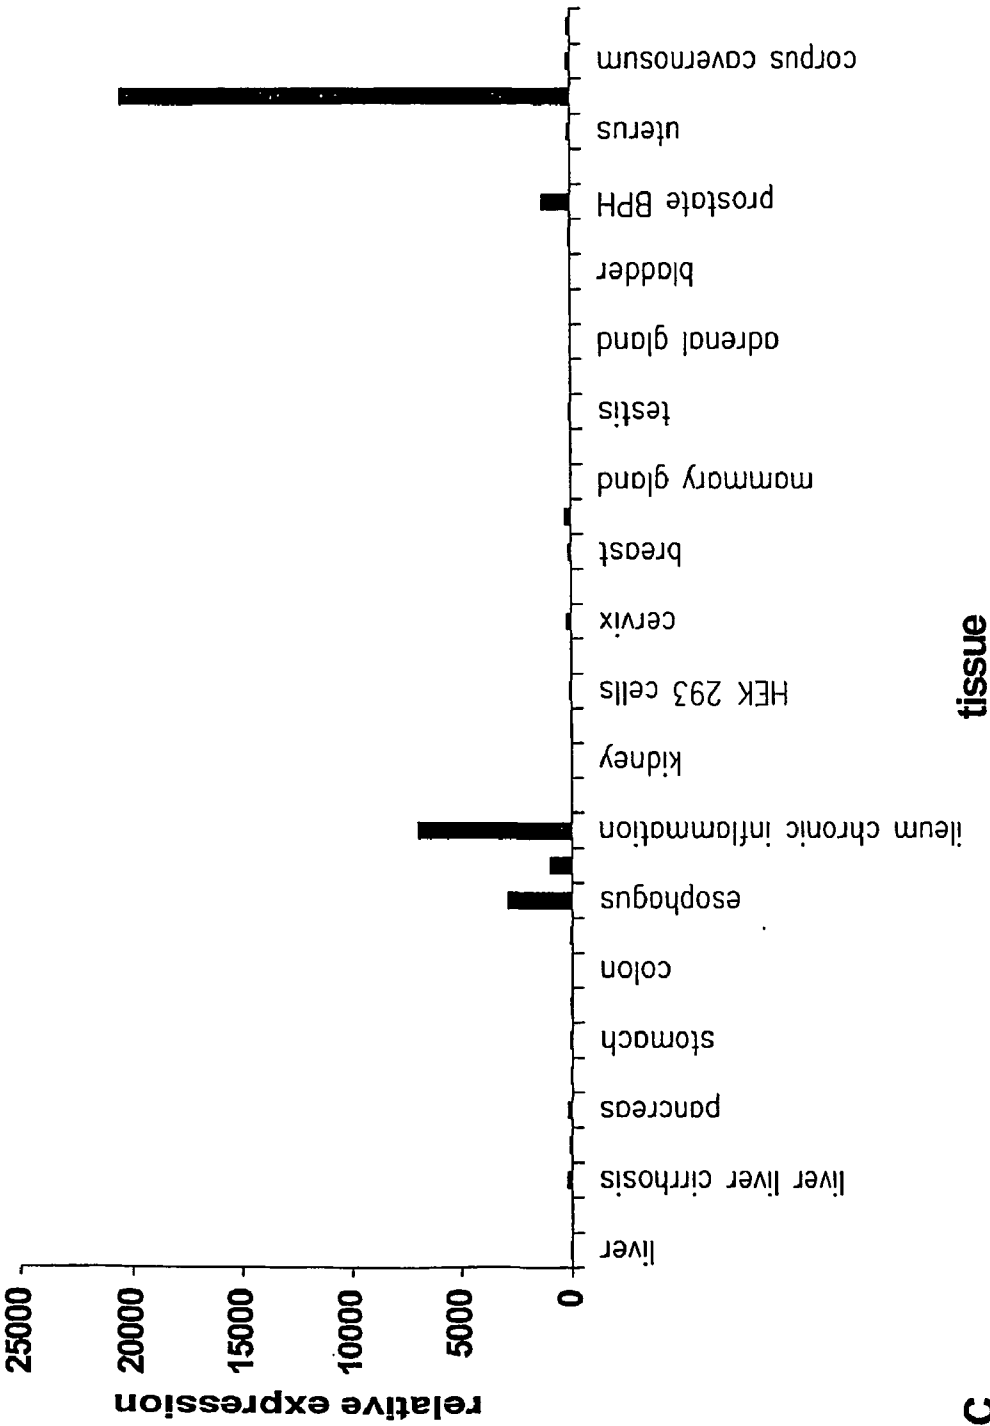 relative expression
25000
20000
15000
10000
5000
0
liver
liver liver cirrhosis
pancreas
stomach
colon
esophagus
ileum chronic inflammation
kidney
HEK 293 cells
cervix
breast
mammary gland
testis
adrenal gland
bladder
prostate BPH
uterus
corpus cavernosum
tissue
C